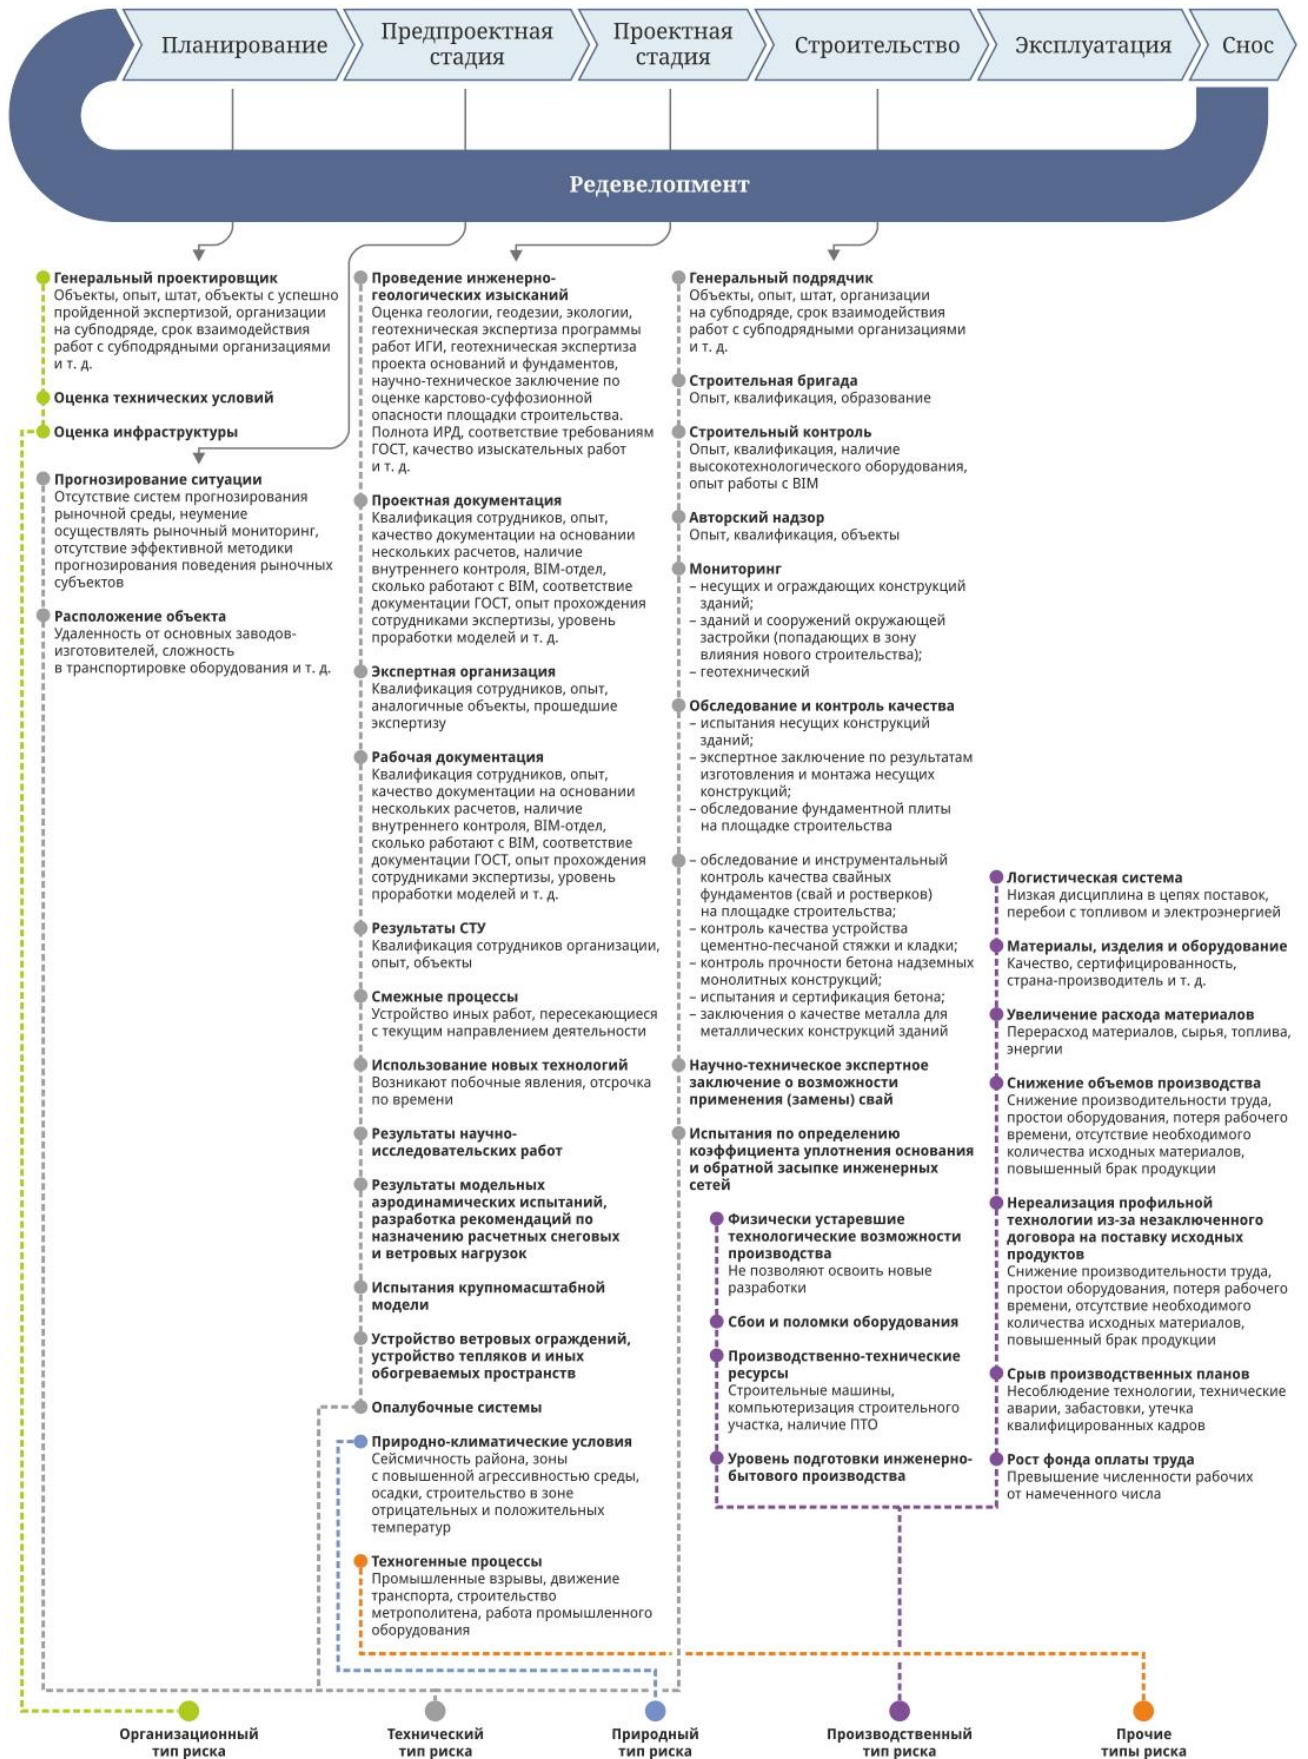 Планирование
Предпроектная
стадия
Проектная
стадия
Строительство
Эксплуатация
Снос
Редевелопмент
Генеральный проектировщик
Объекты, опыт, штат, объекты с успешно
пройденной экспертизой, организации
на субподряде, срок взаимодействия
работ с субподрядными организациями
и т. д.
Оценка технических условий
Оценка инфраструктуры
Прогнозирование ситуации
Отсутствие систем прогнозирования
рыночной среды, неумение
осуществлять рыночный мониторинг,
отсутствие эффективной методики
прогнозирования поведения рыночных
субъектов
Расположение объекта
Удаленность от основных заводов-
изготовителей, сложность
в транспортировке оборудования и т. д.
Проведение инженерно-
геологических изысканий
Оценка геологии, геодезии, экологии,
геотехническая экспертиза программы
работ ИГИ, геотехническая экспертиза
проекта оснований и фундаментов,
научно-техническое заключение по
оценке карстово-суффозионной
опасности площадки строительства.
Полнота ИРД, соответствие требованиям
ГОСТ, качество изыскательных работ
и т. д.
Проектная документация
Квалификация сотрудников, опыт,
качество документации на основании
нескольких расчетов, наличие
внутреннего контроля, BIM-отдел,
сколько работают с BIM, соответствие
документации ГОСТ, опыт прохождения
сотрудниками экспертизы, уровень
проработки моделей и т. д.
Экспертная организация
Квалификация сотрудников, опыт,
аналогичные объекты, прошедшие
экспертизу
Рабочая документация
Квалификация сотрудников, опыт,
качество документации на основании
нескольких расчетов, наличие
внутреннего контроля, BIM-отдел,
сколько работают с BIM, соответствие
документации ГОСТ, опыт прохождения
сотрудниками экспертизы, уровень
проработки моделей и т. д.
Результаты СТУ
Квалификация сотрудников организации,
опыт, объекты
Смежные процессы
Устройство иных работ, пересекающиеся
с текущим направлением деятельности
Использование новых технологий
Возникают побочные явления, отсрочка
по времени
Результаты научно-
исследовательских работ
Результаты модельных
аэродинамических испытаний,
разработка рекомендаций по
назначению расчетных снеговых
и ветровых нагрузок
Испытания крупномасштабной
модели
Устройство ветровых ограждений,
устройство тепляков и иных
обогреваемых пространств
Опалубочные системы
Природно-климатические условия
Сейсмичность района, зоны
с повышенной агрессивностью среды,
осадки, строительство в зоне
отрицательных и положительных
температур
Техногенные процессы
Промышленные взрывы, движение
транспорта, строительство
метрополитена, работа промышленного
оборудования
Генеральный подрядчик
Объекты, опыт, штат, организации
на субподряде, срок взаимодействия
работ с субподрядными организациями
и т. д.
Строительная бригада
Опыт, квалификация, образование
Строительный контроль
Опыт, квалификация, наличие
высокотехнологического оборудования,
опыт работы с BIM
Авторский надзор
Опыт, квалификация, объекты
Мониторинг
– несущих и ограждающих конструкций
зданий;
– зданий и сооружений окружающей
застройки (попадающих в зону
влияния нового строительства);
– геотехнический
Обследование и контроль качества
– испытания несущих конструкций
зданий;
– экспертное заключение по результатам
изготовления и монтажа несущих
конструкций;
– обследование фундаментной плиты
на площадке строительства
– обследование и инструментальный
контроль качества свайных
фундаментов (свай и ростверков)
на площадке строительства;
– контроль качества устройства
цементно-песчаной стяжки и кладки;
– контроль прочности бетона надземных
монолитных конструкций;
– испытания и сертификация бетона;
– заключения о качестве металла для
металлических конструкций зданий
Научно-техническое экспертное
заключение о возможности
применения (замены) свай
Испытания по определению
коэффициента уплотнения основания
и обратной засыпке инженерных
сетей
Физически устаревшие
технологические возможности
производства
Не позволяют освоить новые
разработки
Сбои и поломки оборудования
Производственно-технические
ресурсы
Строительные машины,
компьютеризация строительного
участка, наличие ПТО
Уровень подготовки инженерно-
бытового производства
Логистическая система
Низкая дисциплина в цепях поставок,
перебои с топливом и электроэнергией
Материалы, изделия и оборудование
Качество, сертифицированность,
страна-производитель и т. д.
Увеличение расхода материалов
Перерасход материалов, сырья, топлива,
энергии
Снижение объемов производства
Снижение производительности труда,
простои оборудования, потеря рабочего
времени, отсутствие необходимого
количества исходных материалов,
повышенный брак продукции
Нереализация профильной
технологии из-за незаключенного
договора на поставку исходных
продуктов
Снижение производительности труда,
простои оборудования, потеря рабочего
времени, отсутствие необходимого
количества исходных материалов,
повышенный брак продукции
Срыв производственных планов
Несоблюдение технологии, технические
аварии, забастовки, утечка
квалифицированных кадров
Рост фонда оплаты труда
Превышение численности рабочих
от намеченного числа
Организационный
тип риска
Технический
тип риска
Природный
тип риска
Производственный
тип риска
Прочие
типы риска